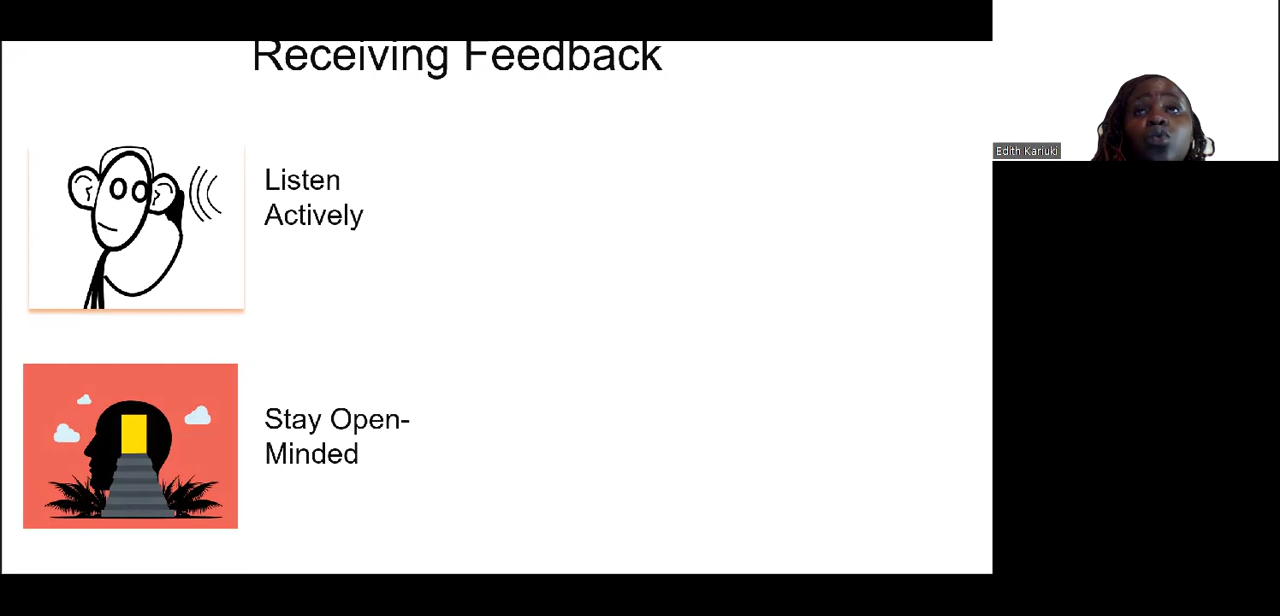 Receiving Feedback
Edith Kariuki
Listen
Actively
Stay Open-
Minded